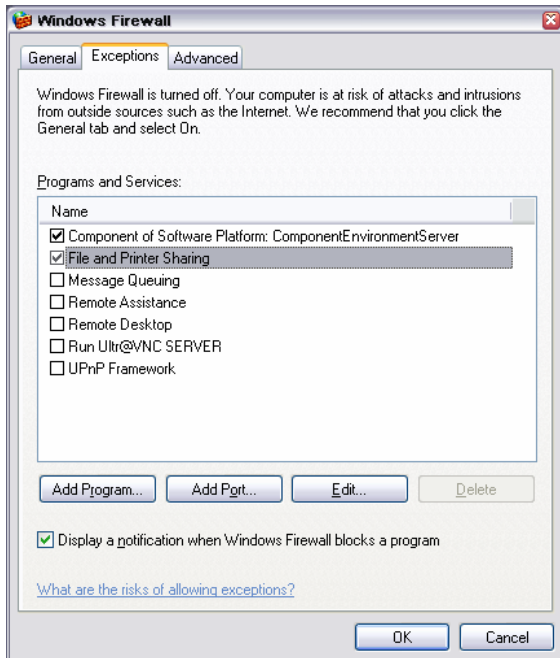 Windows Firewall
General Exceptions Advanced
Windows Firewall is turned off. Your computer is at risk of attacks and intrusions
from outside sources such as the Internet. We recommend that you click the
General tab and select On.
Programs and Services:
Name
Component of Software Platform: ComponentEnvironmentServer
File and Printer Sharing
Message Queuing
Remote Assistance
Remote Desktop
Run Ultr@VNC SERVER
UPnP Framework
Add Program... Add Port... Edit... Delete
Display a notification when Windows Firewall blocks a program
What are the risks of allowing exceptions?
OK Cancel